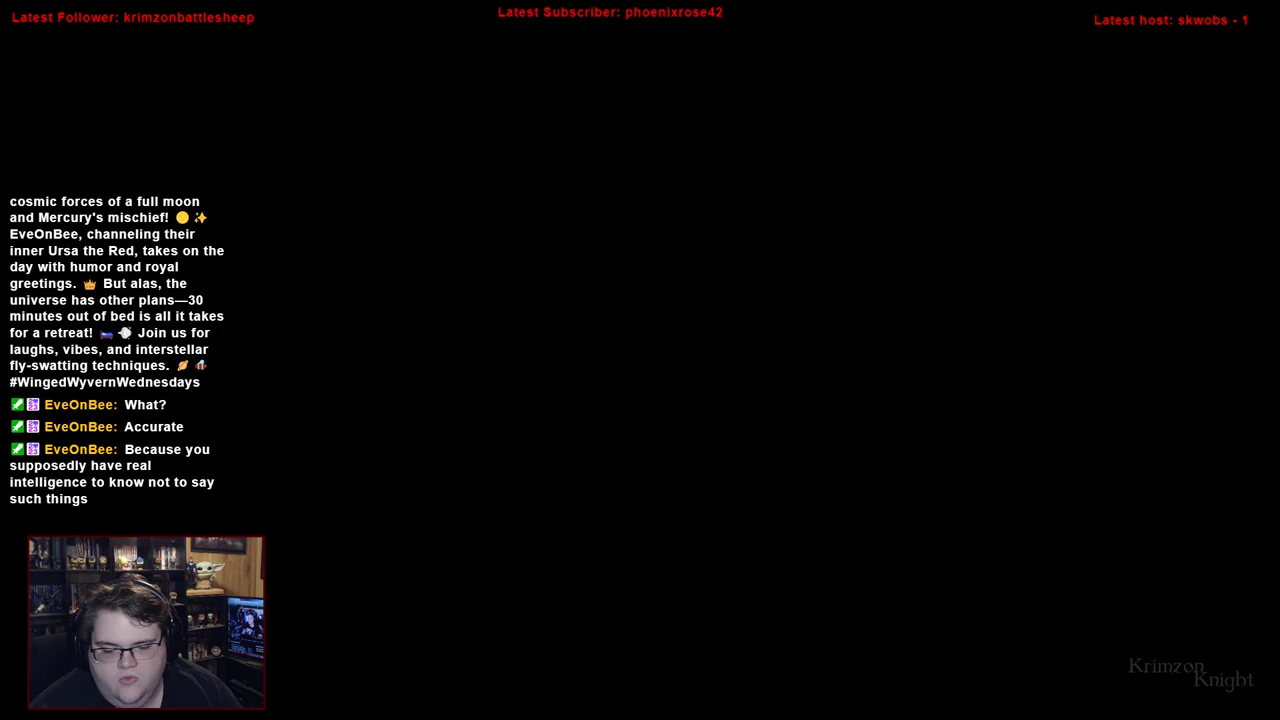 Latest Follower: krimzonbattlesheep
Latest Subscriber: phoenixrose42
Latest host: skwobs - 1
cosmic forces of a full moon
and Mercury's mischief! 🌕 ✨
EveOnBee, channeling their
inner Ursa the Red, takes on the
day with humor and royal
greetings. 👑 But alas, the
universe has other plans—30
minutes out of bed is all it takes
for a retreat! 🛏️ 💨 Join us for
laughs, vibes, and interstellar
fly-swatting techniques. 🪐 🐝
#WingedWyvernWednesdays
EveOnBee: What?
EveOnBee: Accurate
EveOnBee: Because you
supposedly have real
intelligence to know not to say
such things
Krimzon
Knight